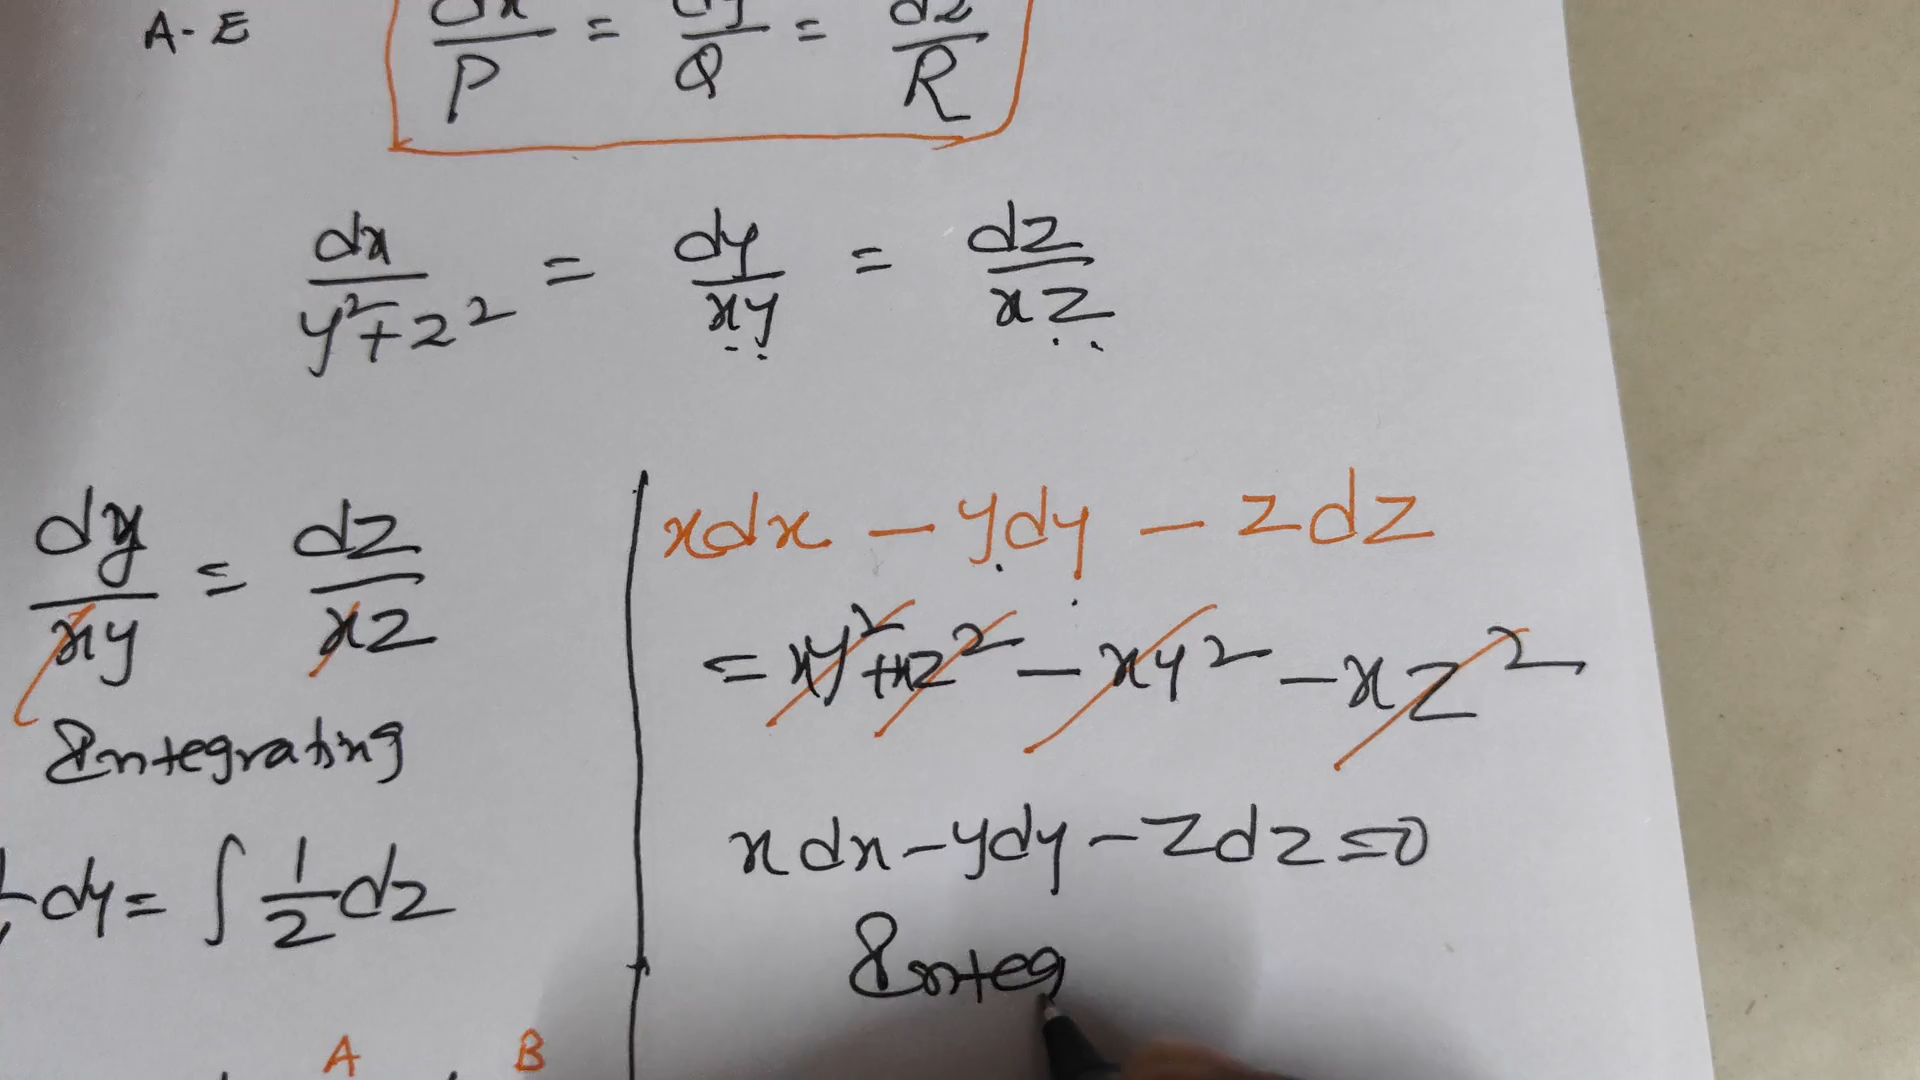 A-E dx/P = dy/Q = dz/R
dx/y²+z² = dy/xy = dz/xz
dy/xy = dz/xz
Integrating
dy = ∫ 1/z dz
A B
xdx - ydy - zdz
= xy²+xz² - xy² - xz²
xdx - ydy - zdz = 0
Integ